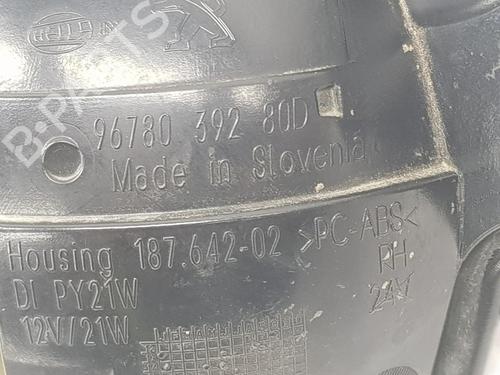 HELLA
B-PARTS
96780 392 80D
Made in Slovenia
Housing 187.642-02 >PC-ABS<
DI PY21W RH
12V/21W